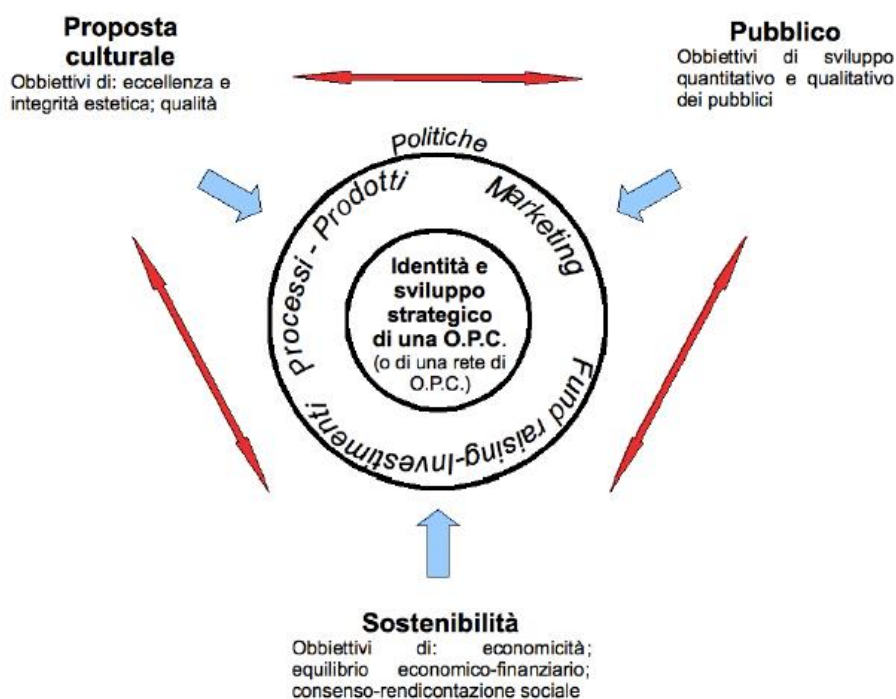 Proposta
culturale
Obbiettivi di: eccellenza e
integrità estetica; qualità
Pubblico
Obbiettivi di sviluppo
quantitativo e qualitativo
dei pubblici
Politiche
Processi - Prodotti
Marketing
Fund raising-Investimenti
Identità e
sviluppo
strategico
di una O.P.C.
(o di una rete di
O.P.C.)
Sostenibilità
Obbiettivi di: economicità;
equilibrio economico-finanziario;
consenso-rendicontazione sociale